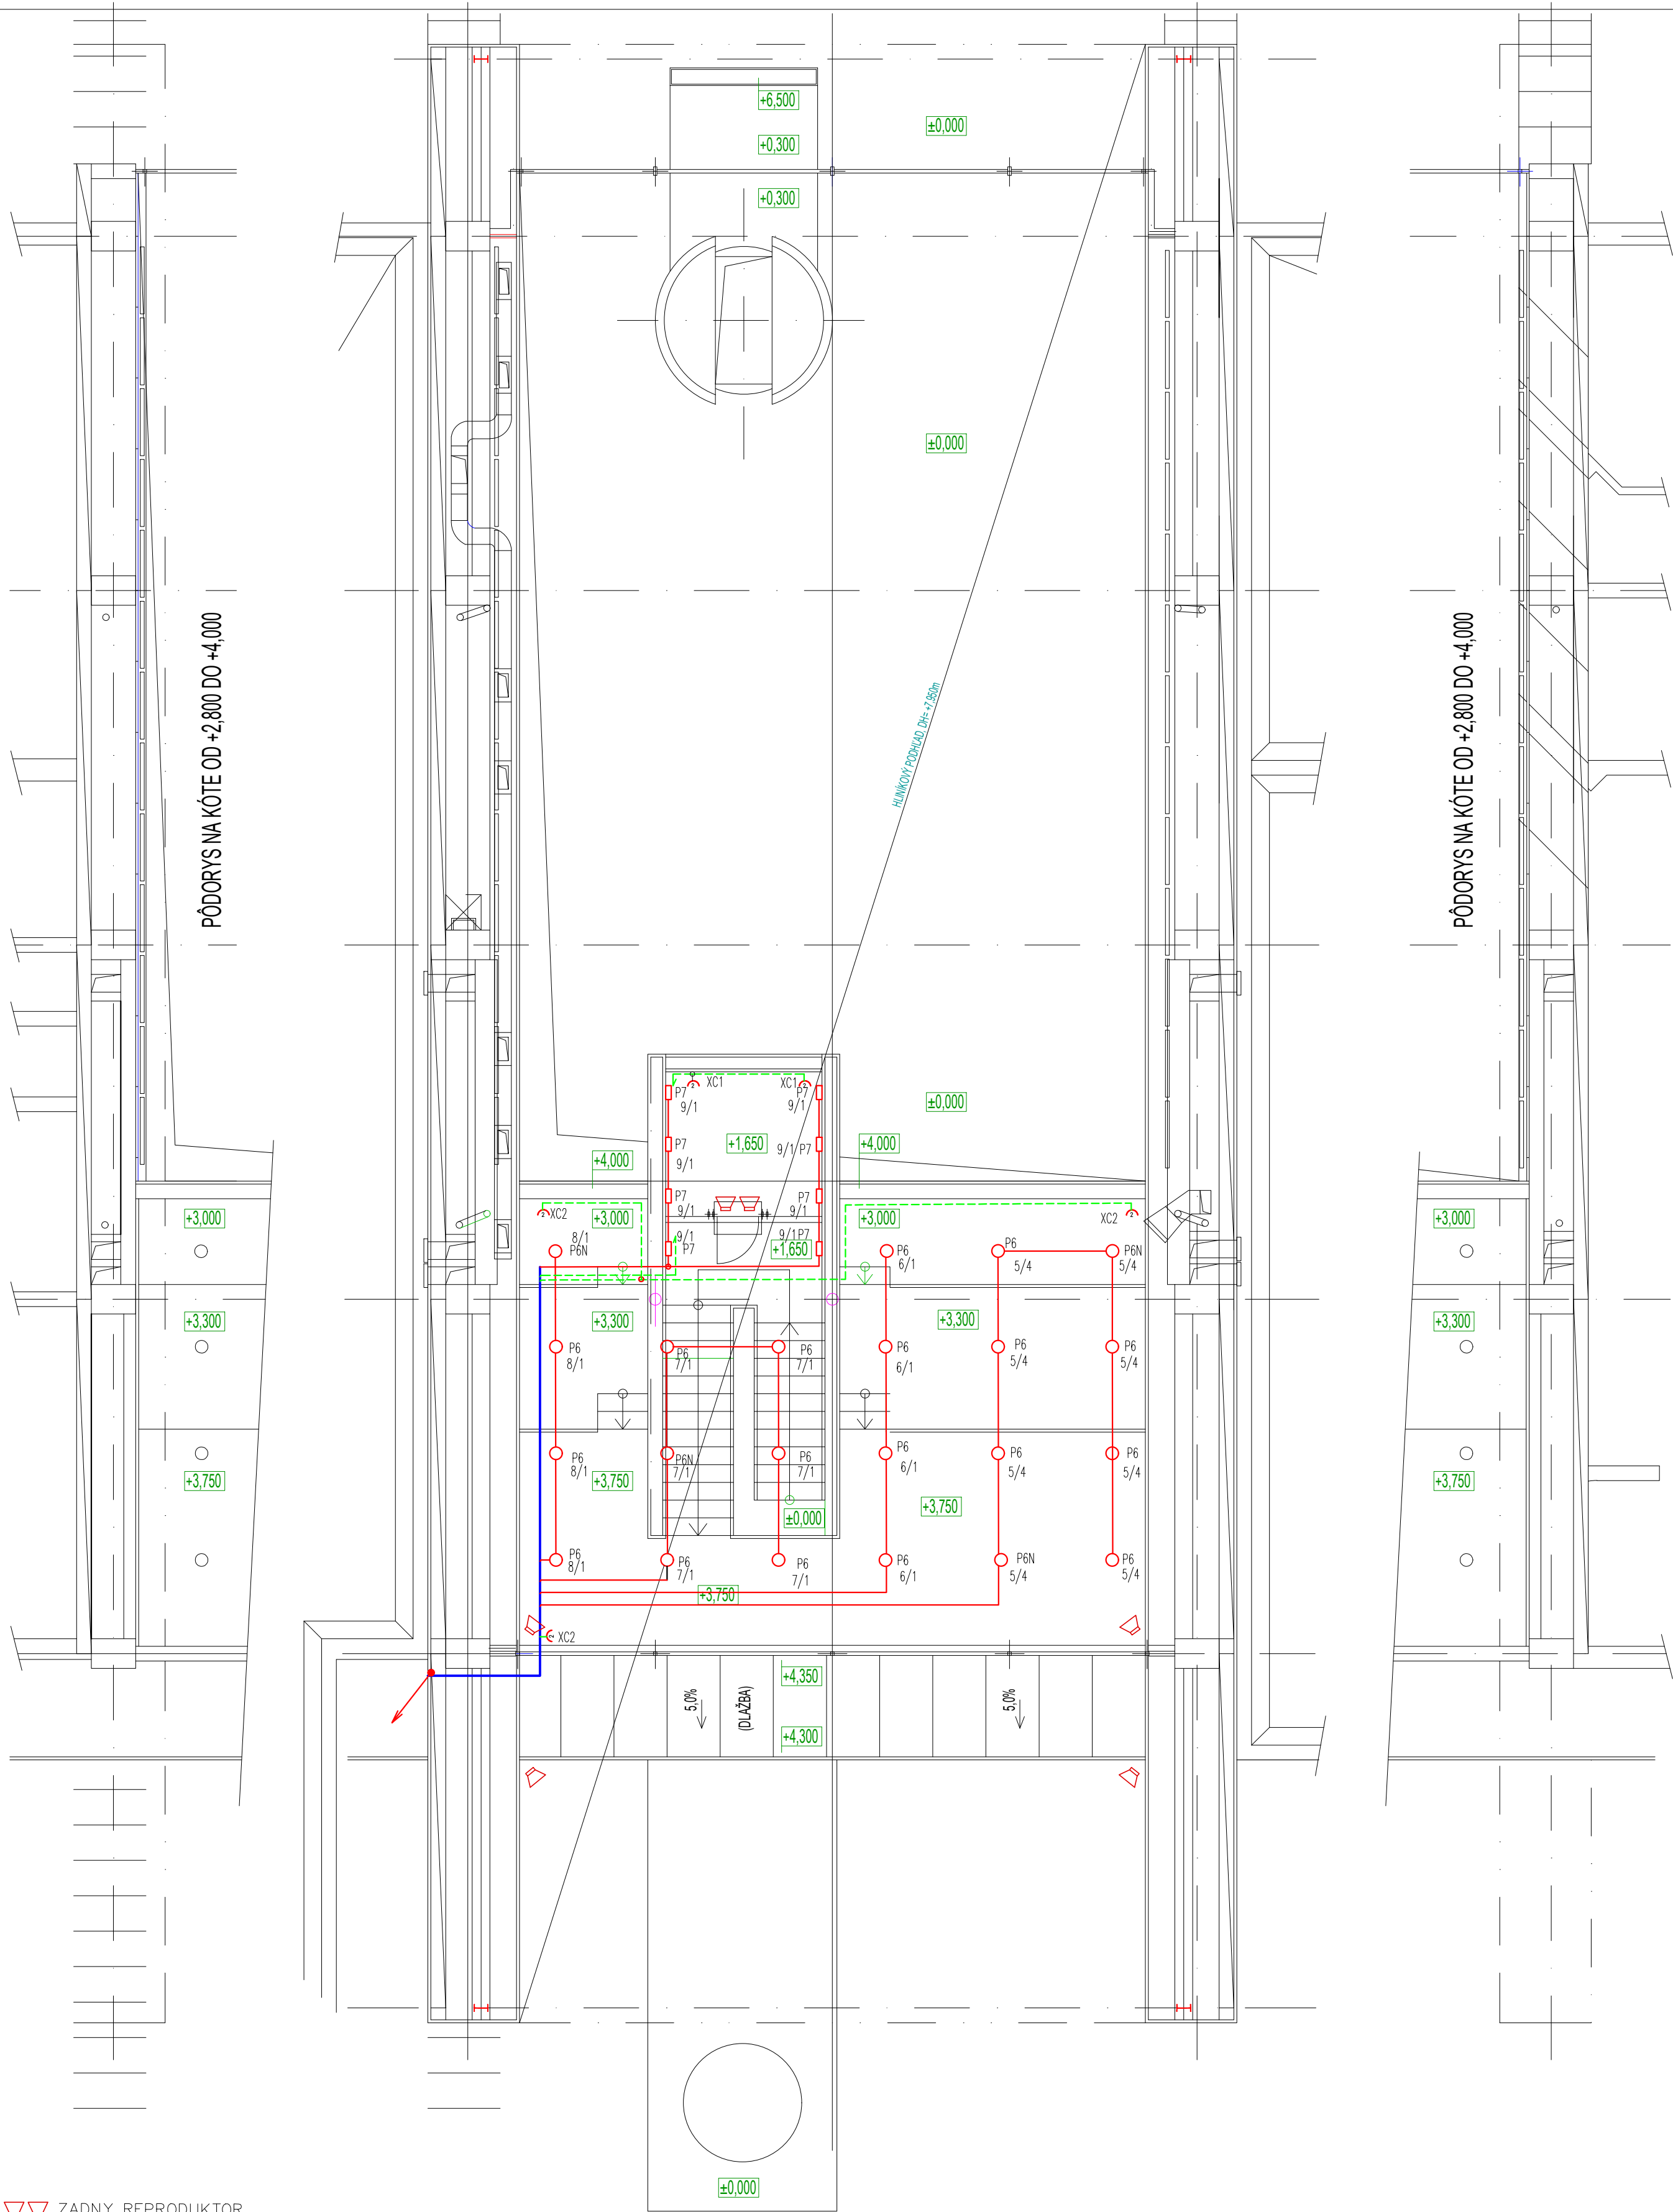 +6,500
±0,000
+0,300
+0,300
±0,000
PÔDORYS NA KÓTE OD +2,800 DO +4,000
HLINÍKOVÝ PODHĽAD, DH= +7,950m
PÔDORYS NA KÓTE OD +2,800 DO +4,000
P7 XC1 XC1 P7
9/1 9/1
±0,000
P7 +1,650 9/1 P7 +4,000
9/1
+4,000
P7 P7
9/1 9/1
+3,000 XC2 +3,000 +3,000 XC2 +3,000
8/1 9/1 9/1 P7
P6N P7 +1,650 P6 P6 P6N
6/1 5/4 5/4
+3,300 +3,300 +3,300 +3,300
P6 P6 P6 P6 P6 P6
8/1 7/1 7/1 6/1 5/4 5/4
P6 P6N P6 P6 P6 P6
8/1 7/1 7/1 6/1 5/4 5/4
+3,750 +3,750 +3,750 +3,750
±0,000
P6 P6 P6 P6 P6N P6
8/1 7/1 7/1 6/1 5/4 5/4
+3,750
XC2
+4,350
5,0% (DLAŽBA) 5,0%
+4,300
±0,000
ZADNY REPRODUKTOR